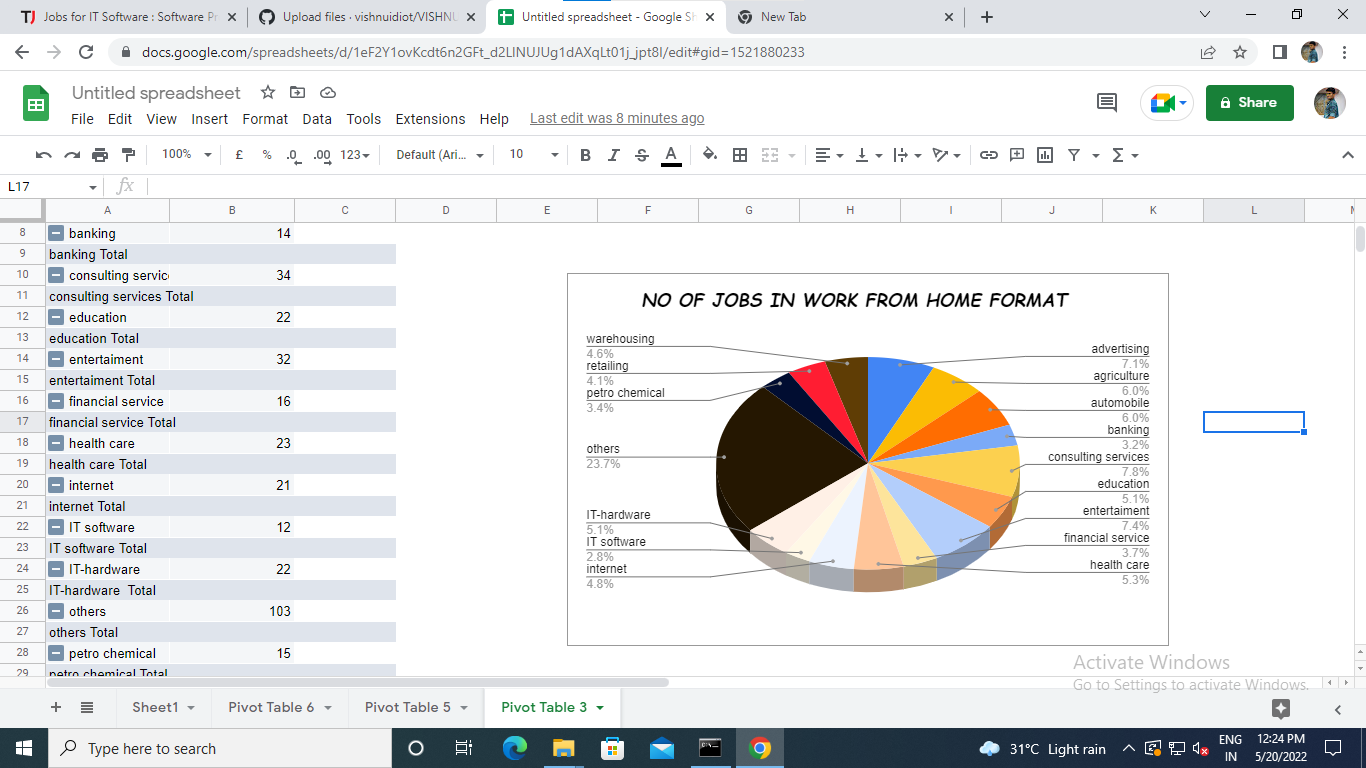 Jobs for IT Software : Software Pr
Upload files · vishnuidiot/VISHNU
Untitled spreadsheet - Google Sh
New Tab
docs.google.com/spreadsheets/d/1eF2Y1ovKcdt6n2GFt_d2LINUJUg1dAXqLt01j_jpt8I/edit#gid=1521880233
Untitled spreadsheet
File Edit View Insert Format Data Tools Extensions Help Last edit was 8 minutes ago
Share
100% £ % .0 .00 123 Default (Ari... 10 B I S A
L17 fx
A B C D E F G H I J K L
8 banking 14
9 banking Total
10 consulting servic 34
11 consulting services Total
12 education 22
13 education Total
14 entertaiment 32
15 entertaiment Total
16 financial service 16
17 financial service Total
18 health care 23
19 health care Total
20 internet 21
21 internet Total
22 IT software 12
23 IT software Total
24 IT-hardware 22
25 IT-hardware Total
26 others 103
27 others Total
28 petro chemical 15
29 petro chemical Total
NO OF JOBS IN WORK FROM HOME FORMAT
warehousing
4.6%
retailing
4.1%
petro chemical
3.4%
others
23.7%
IT-hardware
5.1%
IT software
2.8%
internet
4.8%
advertising
7.1%
agriculture
6.0%
automobile
6.0%
banking
3.2%
consulting services
7.8%
education
5.1%
entertaiment
7.4%
financial service
3.7%
health care
5.3%
Activate Windows
Go to Settings to activate Windows.
Sheet1 Pivot Table 6 Pivot Table 5 Pivot Table 3
Type here to search
31°C Light rain
ENG
IN
12:24 PM
5/20/2022